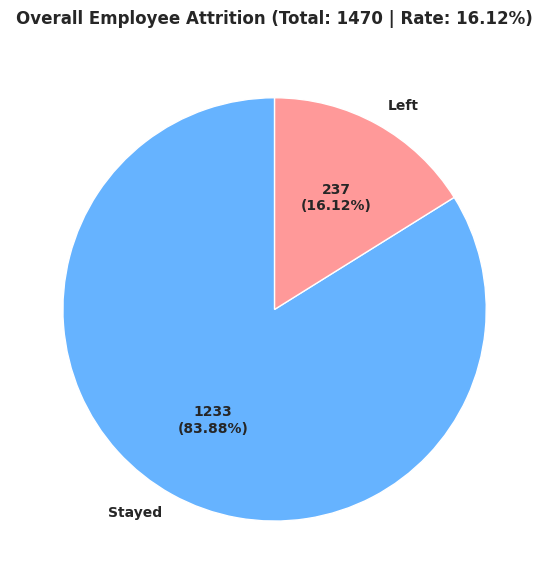 Overall Employee Attrition (Total: 1470 | Rate: 16.12%)
Left
237
(16.12%)
1233
(83.88%)
Stayed